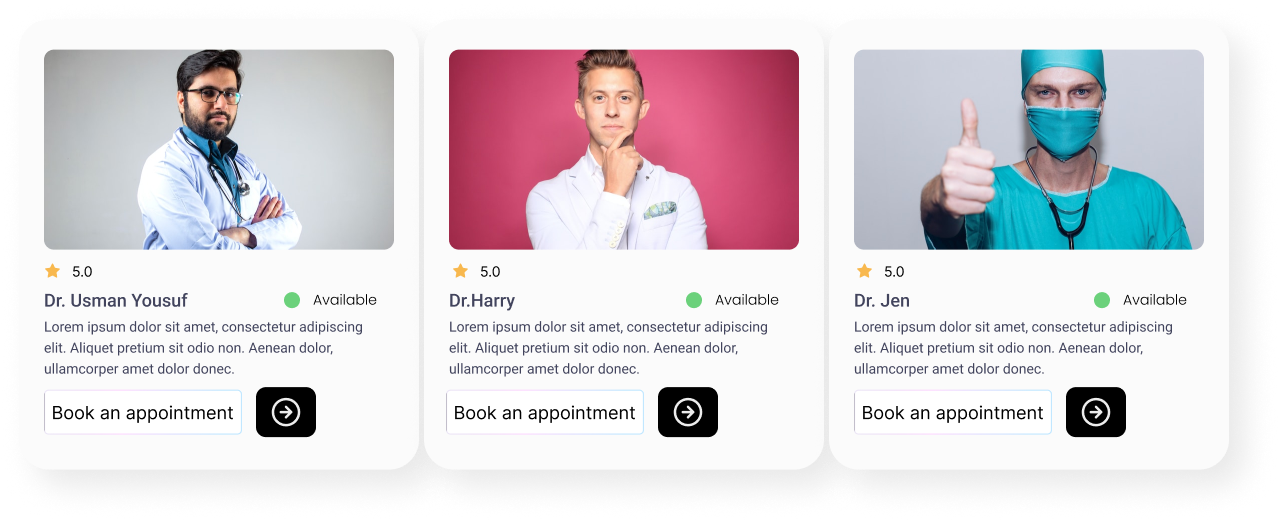 5.0
Dr. Usman Yousuf
Available
Lorem ipsum dolor sit amet, consectetur adipiscing
elit. Aliquet pretium sit odio non. Aenean dolor,
ullamcorper amet dolor donec.
Book an appointment
5.0
Dr.Harry
Available
Lorem ipsum dolor sit amet, consectetur adipiscing
elit. Aliquet pretium sit odio non. Aenean dolor,
ullamcorper amet dolor donec.
Book an appointment
5.0
Dr. Jen
Available
Lorem ipsum dolor sit amet, consectetur adipiscing
elit. Aliquet pretium sit odio non. Aenean dolor,
ullamcorper amet dolor donec.
Book an appointment